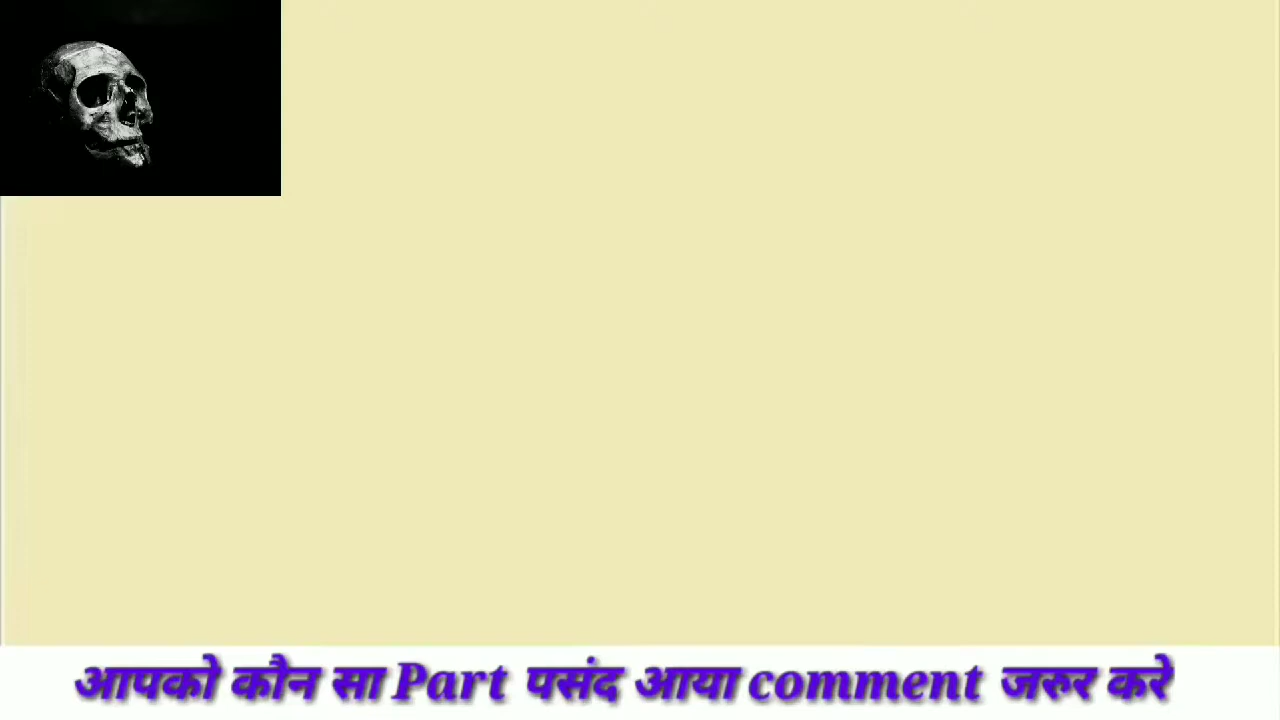 आपको कौन सा Part पसंद आया comment जरुर करे